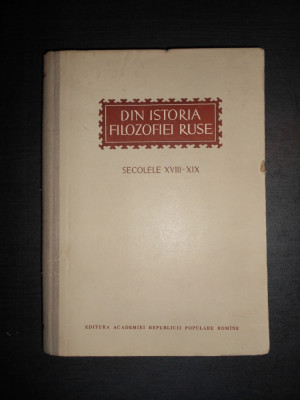 DIN ISTORIA
FILOZOFIEI RUSE
SECOLELE XVIII-XIX
EDITURA ACADEMIEI REPUBLICII POPULARE ROMÎNE